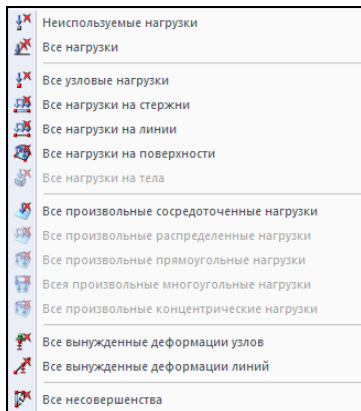 Неиспользуемые нагрузки
Все нагрузки
Все узловые нагрузки
Все нагрузки на стержни
Все нагрузки на линии
Все нагрузки на поверхности
Все нагрузки на тела
Все произвольные сосредоточенные нагрузки
Все произвольные распределенные нагрузки
Все произвольные прямоугольные нагрузки
Всея произвольные многоугольные нагрузки
Все произвольные концентрические нагрузки
Все вынужденные деформации узлов
Все вынужденные деформации линий
Все несовершенства